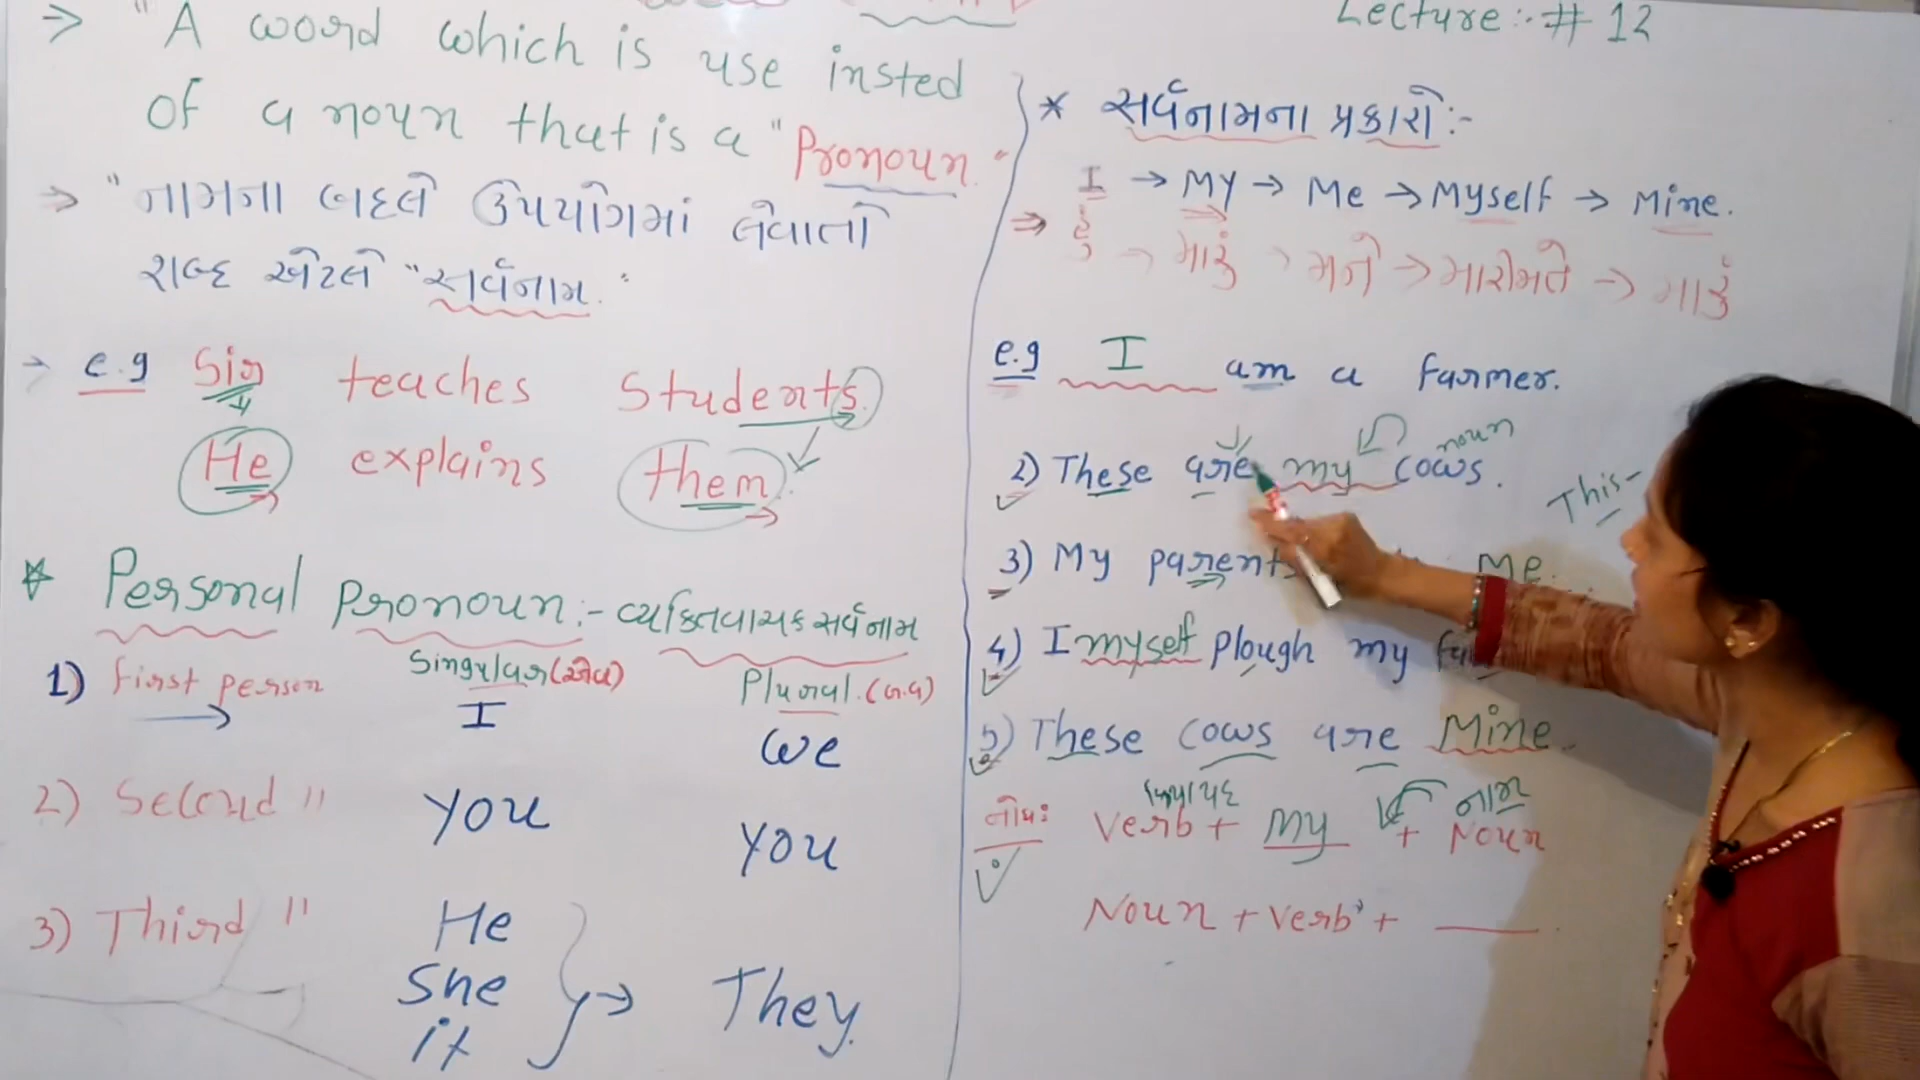 Lecture:- # 12
→ "A word which is use insted
of a noun that is a "Pronoun."
⇒ "નામના બદલે ઉપયોગમાં લેવાતો
શબ્દ એટલે "સર્વનામ."
→ e.g Sir teaches Students.
He explains them.
* Personal Pronoun:- વ્યક્તિવાચક સર્વનામ
Singular(એવ) Plural.(બ.વ)
1) First person I We
2) Second " You You
3) Third " He
She → They.
it
* સર્વનામના પ્રકારો:-
I → My → Me → Myself → Mine.
⇒ હું → મારું → મને → મારીમતે → મારું
e.g I am a farmer.
noun
2) These are my cows.
This-
3) My parents Me.
4) I myself plough my
5) These cows are Mine.
ક્રિયાપદ નામ
નોંધ: Verb + My + Noun
Noun + Verb +